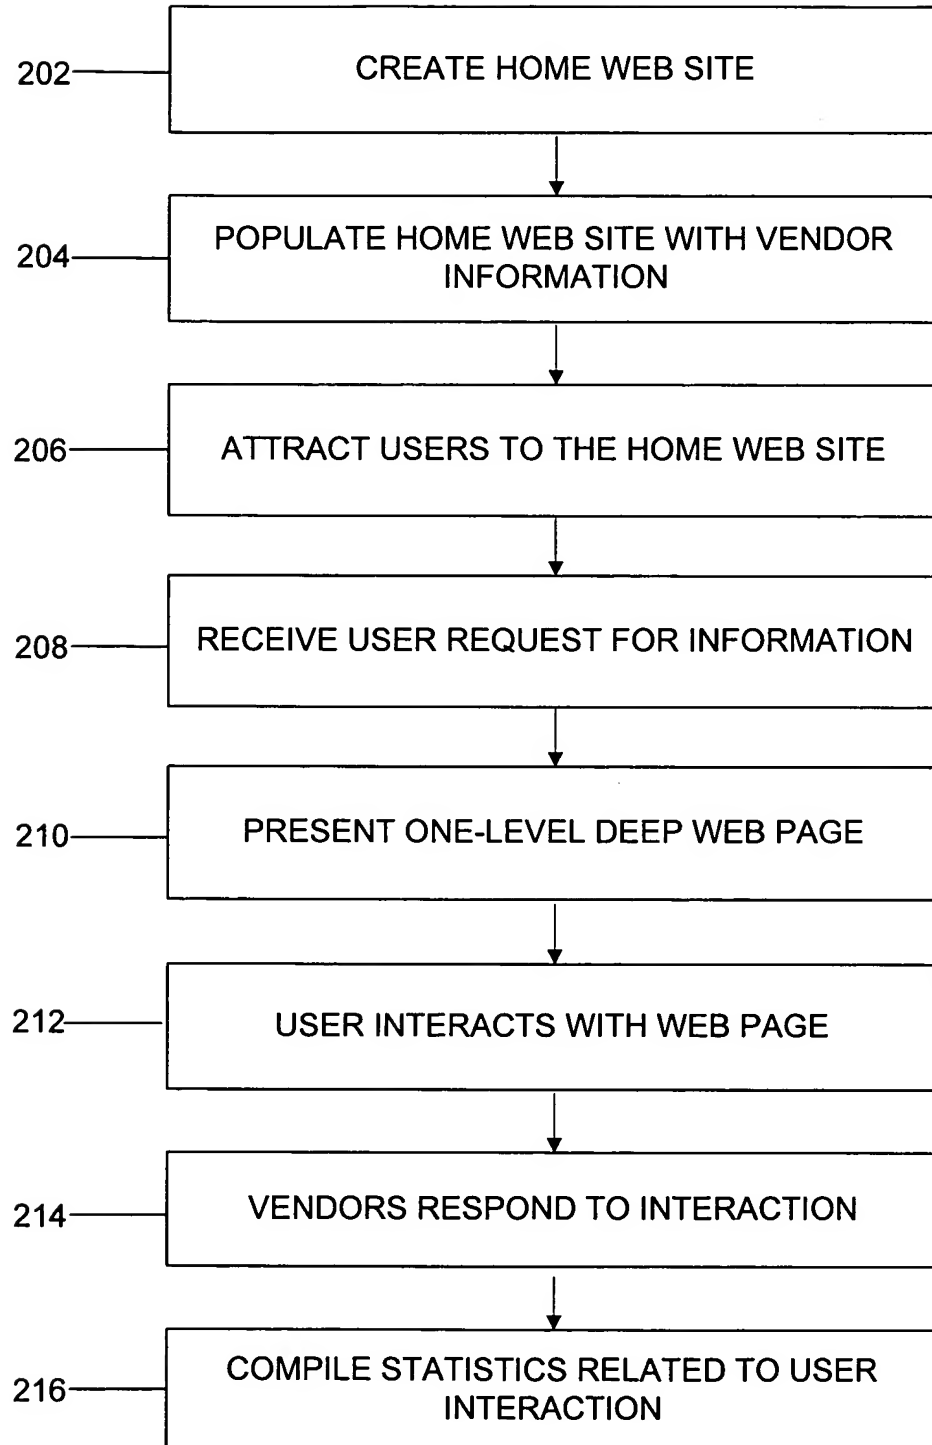 202
CREATE HOME WEB SITE
204
POPULATE HOME WEB SITE WITH VENDOR
INFORMATION
206
ATTRACT USERS TO THE HOME WEB SITE
208
RECEIVE USER REQUEST FOR INFORMATION
210
PRESENT ONE-LEVEL DEEP WEB PAGE
212
USER INTERACTS WITH WEB PAGE
214
VENDORS RESPOND TO INTERACTION
216
COMPILE STATISTICS RELATED TO USER
INTERACTION